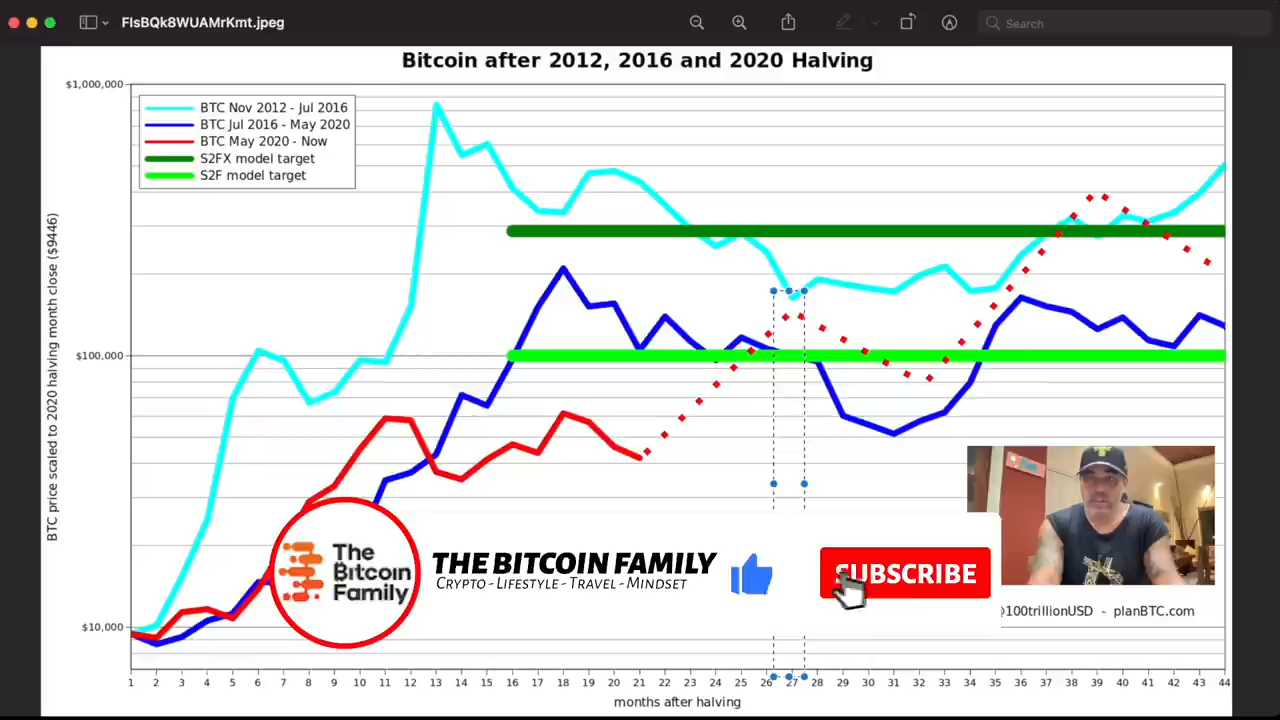 FIsBQk8WUAMrKmt.jpeg
Search
Bitcoin after 2012, 2016 and 2020 Halving
$1,000,000
BTC Nov 2012 - Jul 2016
BTC Jul 2016 - May 2020
BTC May 2020 - Now
S2FX model target
S2F model target
BTC price scaled to 2020 halving month close ($9446)
$100,000
The Bitcoin Family
THE BITCOIN FAMILY
CRYPTO - LIFESTYLE - TRAVEL - MINDSET
SUBSCRIBE
@100trillionUSD - planBTC.com
$10,000
1 2 3 4 5 6 7 8 9 10 11 12 13 14 15 16 17 18 19 20 21 22 23 24 25 26 27 28 29 30 31 32 33 34 35 36 37 38 39 40 41 42 43 44
months after halving